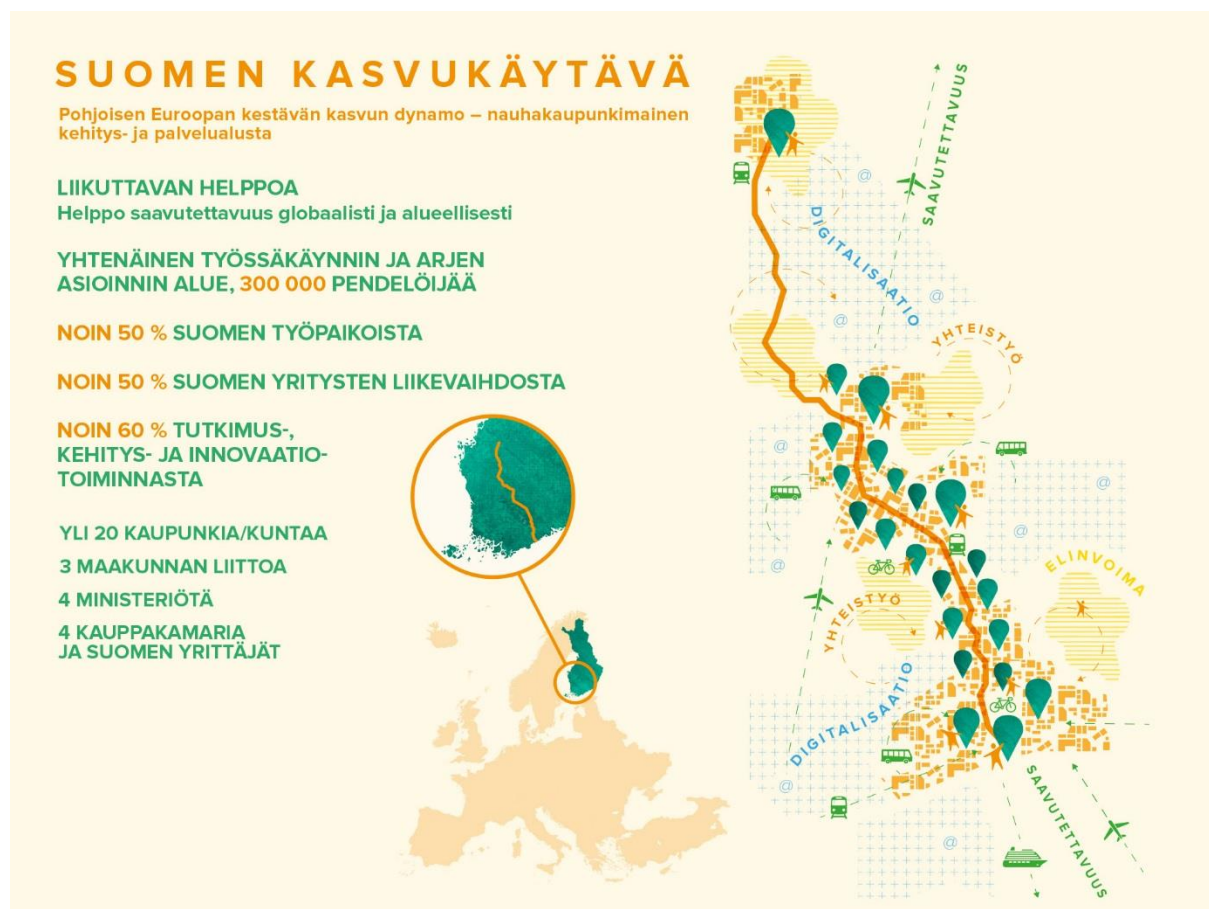 SUOMEN KASVUKÄYTÄVÄ
Pohjoisen Euroopan kestävän kasvun dynamo – nauhakaupunkimainen
kehitys- ja palvelualusta
LIIKUTTAVAN HELPPOA
Helppo saavutettavuus globaalisti ja alueellisesti
YHTENÄINEN TYÖSSÄKÄYNNIN JA ARJEN
ASIOINNIN ALUE, 300 000 PENDELÖIJÄÄ
NOIN 50 % SUOMEN TYÖPAIKOISTA
NOIN 50 % SUOMEN YRITYSTEN LIIKEVAIHDOSTA
NOIN 60 % TUTKIMUS-,
KEHITYS- JA INNOVAATIO-
TOIMINNASTA
YLI 20 KAUPUNKIA/KUNTAA
3 MAAKUNNAN LIITTOA
4 MINISTERIÖTÄ
4 KAUPPAKAMARIA
JA SUOMEN YRITTÄJÄT
SAAVUTETTAVUUS
@
DIGITALISAATIO
@
@
YHTEISTYÖ
@
@
@
@
ELINVOIMA
YHTEISTYÖ
@
DIGITALISAATIO
@
SAAVUTETTAVUUS
@